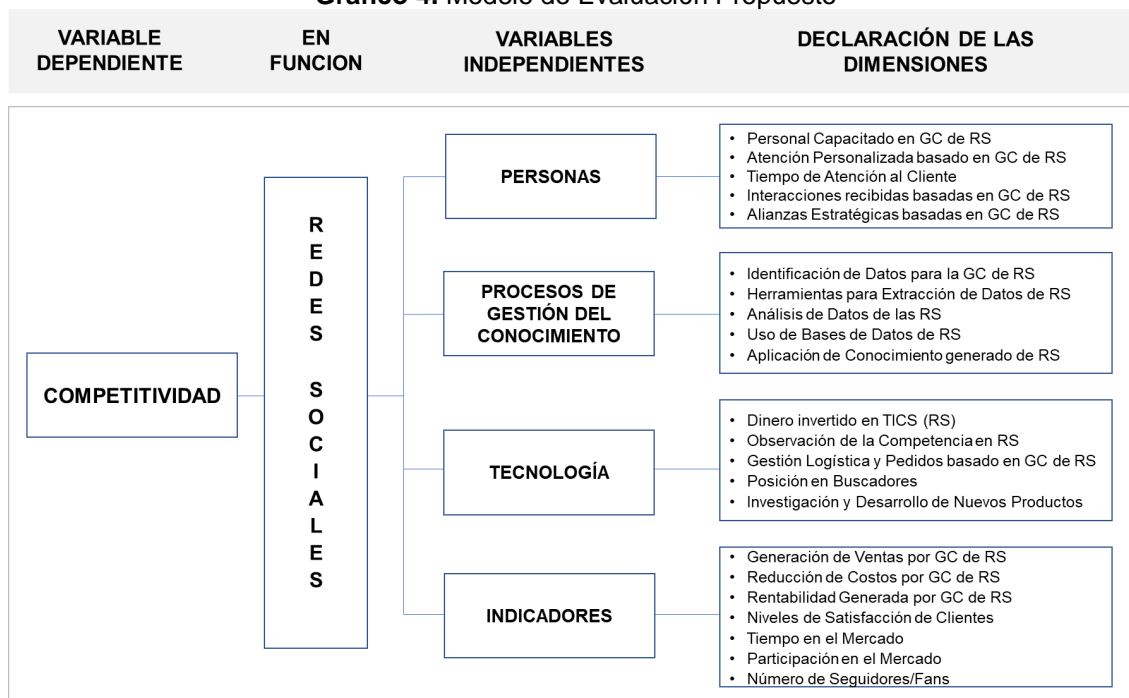 Gráfico 4. Modelo de Evaluación Propuesto
VARIABLE
DEPENDIENTE
EN
FUNCION
VARIABLES
INDEPENDIENTES
DECLARACIÓN DE LAS
DIMENSIONES
COMPETITIVIDAD
REDES SOCIALES
PERSONAS
• Personal Capacitado en GC de RS
• Atención Personalizada basado en GC de RS
• Tiempo de Atención al Cliente
• Interacciones recibidas basadas en GC de RS
• Alianzas Estratégicas basadas en GC de RS
PROCESOS DE
GESTIÓN DEL
CONOCIMIENTO
• Identificación de Datos para la GC de RS
• Herramientas para Extracción de Datos de RS
• Análisis de Datos de las RS
• Uso de Bases de Datos de RS
• Aplicación de Conocimiento generado de RS
TECNOLOGÍA
• Dinero invertido en TICS (RS)
• Observación de la Competencia en RS
• Gestión Logística y Pedidos basado en GC de RS
• Posición en Buscadores
• Investigación y Desarrollo de Nuevos Productos
INDICADORES
• Generación de Ventas por GC de RS
• Reducción de Costos por GC de RS
• Rentabilidad Generada por GC de RS
• Niveles de Satisfacción de Clientes
• Tiempo en el Mercado
• Participación en el Mercado
• Número de Seguidores/Fans